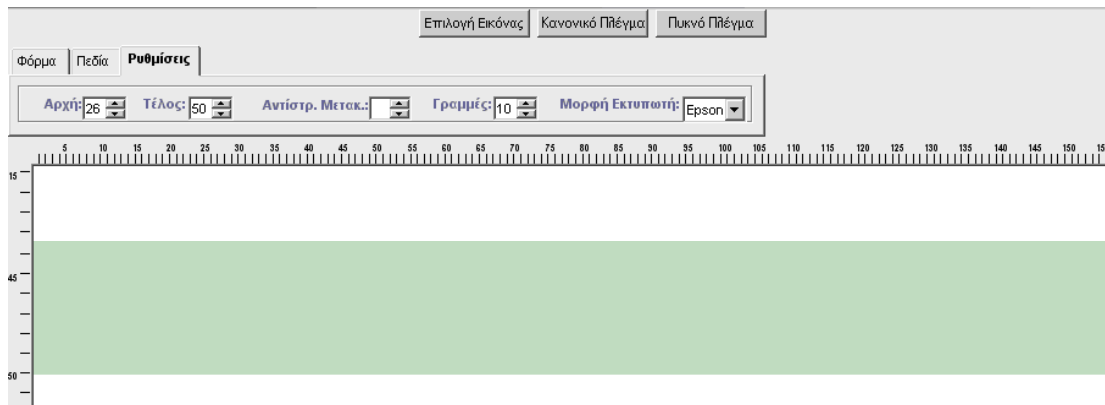 Επιλογή Εικόνας Κανονικό Πλέγμα Πυκνό Πλέγμα
Φόρμα Πεδία Ρυθμίσεις
Αρχή: 26 Τέλος: 50 Αντίστρ. Μετακ.: Γραμμές: 10 Μορφή Εκτυπωτή: Epson
5 10 15 20 25 30 35 40 45 50 55 60 65 70 75 80 85 90 95 100 105 110 115 120 125 130 135 140 145 150
15
45
50